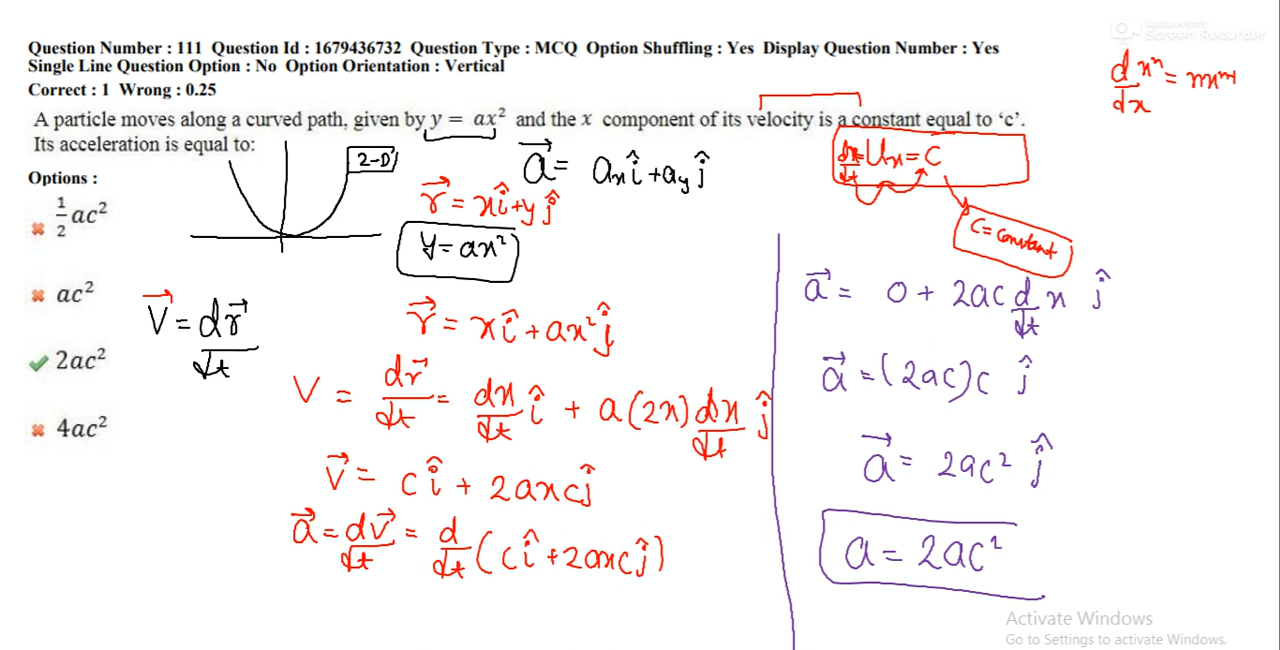 Spowersoft
Screen Recorder
Question Number : 111 Question Id : 1679436732 Question Type : MCQ Option Shuffling : Yes Display Question Number : Yes
Single Line Question Option : No Option Orientation : Vertical
Correct : 1 Wrong : 0.25
A particle moves along a curved path, given by y = ax² and the x component of its velocity is a constant equal to ‘c’.
Its acceleration is equal to:
Options :
½ac²
ac²
2ac²
4ac²
2-D
a⃗ = aₓî + a_yĵ
r⃗ = xî + yĵ
y = ax²
V⃗ = dr⃗/dt
r⃗ = xî + ax²ĵ
V = dr⃗/dt = dx/dt î + a(2x) dx/dt ĵ
V⃗ = cî + 2axcĵ
a⃗ = dv⃗/dt = d/dt (cî + 2axcĵ)
d/dx xⁿ =
dx/dt = Uₓ = C
C = Constant
a⃗ = 0 + 2ac d/dt x ĵ
a⃗ = (2ac)c ĵ
a⃗ = 2ac² ĵ
a = 2ac²
Activate Windows
Go to Settings to activate Windows.